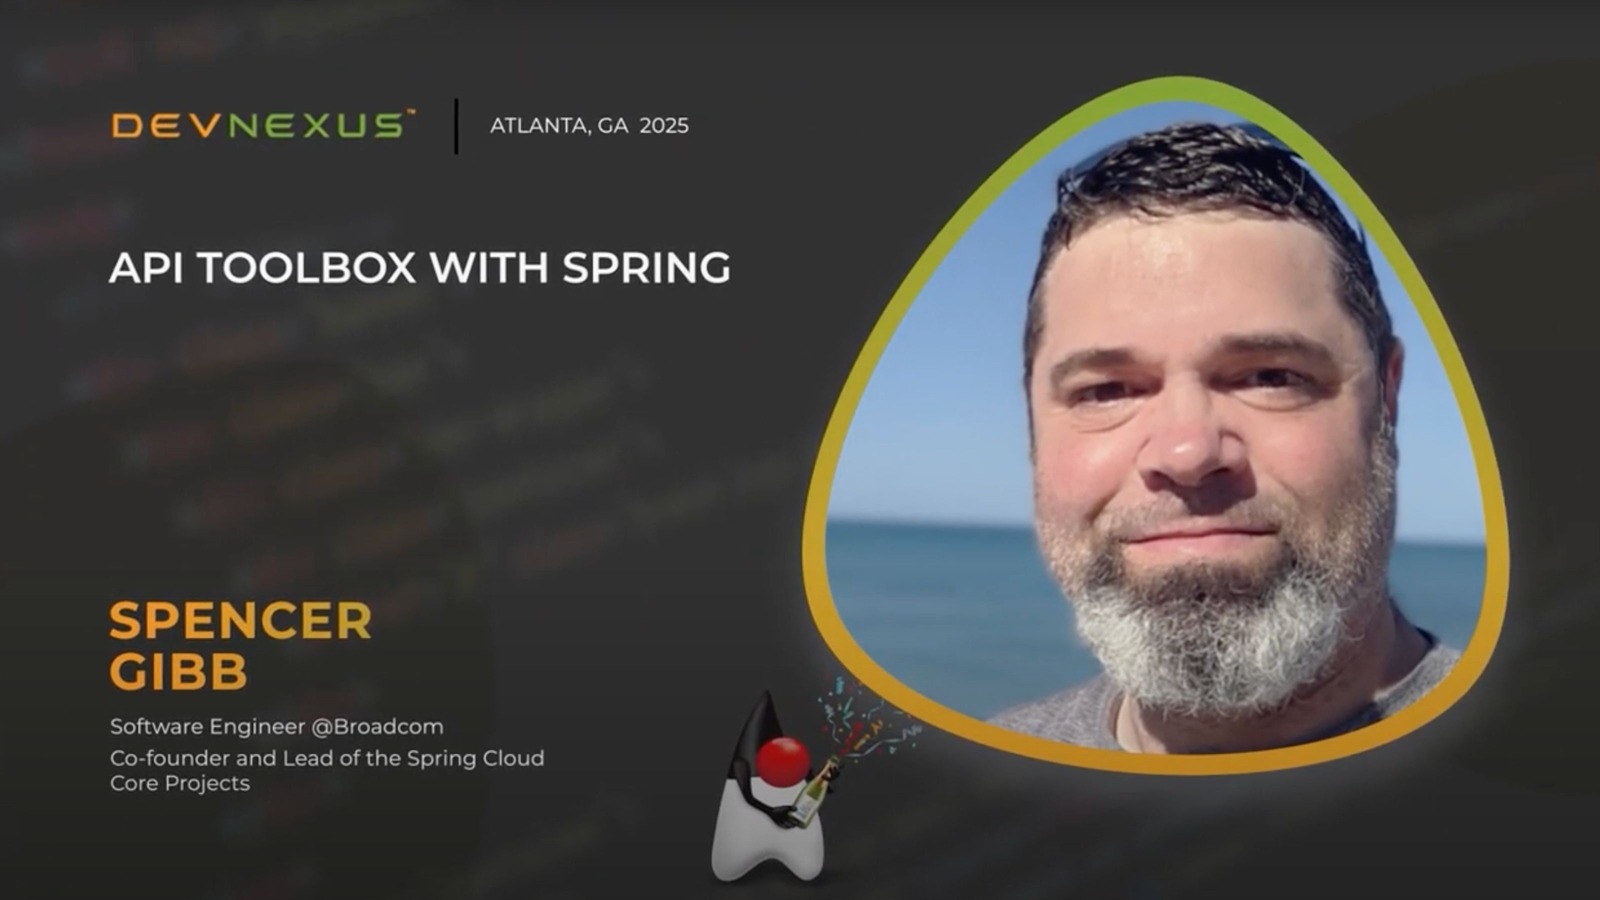 DEVNEXUS™
ATLANTA, GA 2025
API TOOLBOX WITH SPRING
SPENCER
GIBB
Software Engineer @Broadcom
Co-founder and Lead of the Spring Cloud
Core Projects